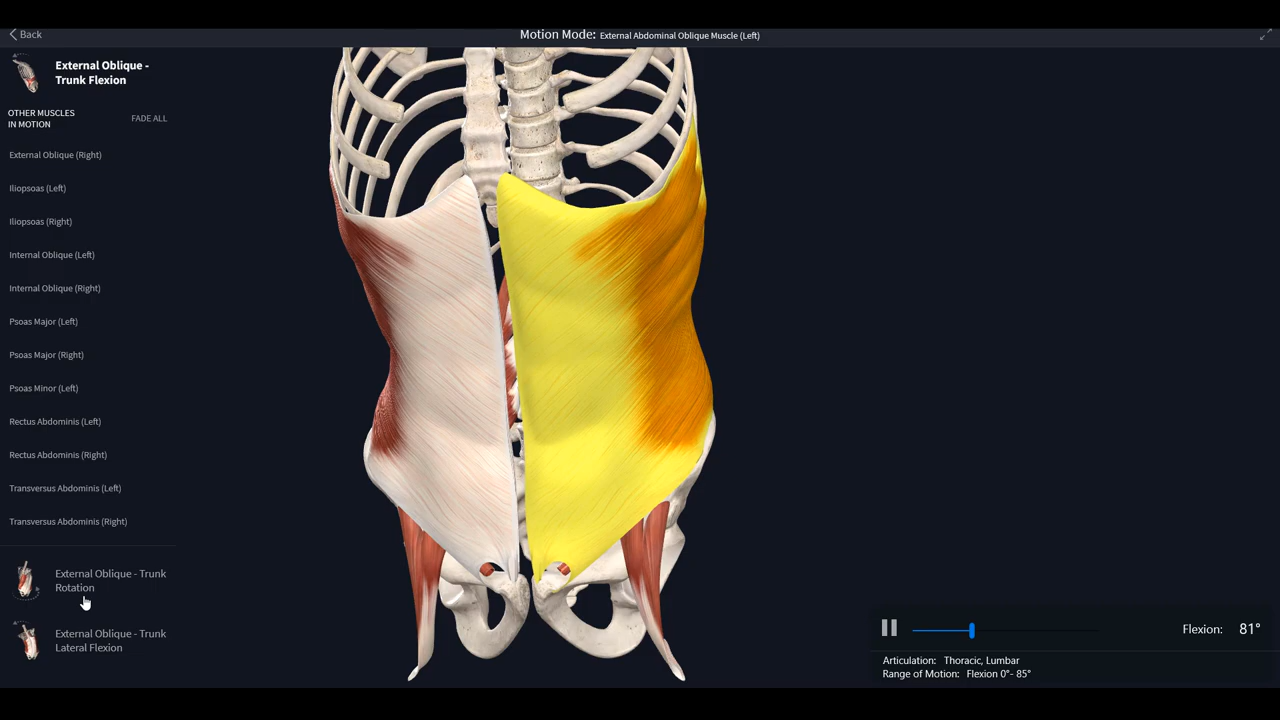 Back
Motion Mode: External Abdominal Oblique Muscle (Left)
External Oblique -
Trunk Flexion
OTHER MUSCLES
IN MOTION
FADE ALL
External Oblique (Right)
Iliopsoas (Left)
Iliopsoas (Right)
Internal Oblique (Left)
Internal Oblique (Right)
Psoas Major (Left)
Psoas Major (Right)
Psoas Minor (Left)
Rectus Abdominis (Left)
Rectus Abdominis (Right)
Transversus Abdominis (Left)
Transversus Abdominis (Right)
External Oblique - Trunk
Rotation
External Oblique - Trunk
Lateral Flexion
Flexion: 81°
Articulation: Thoracic, Lumbar
Range of Motion: Flexion 0°- 85°